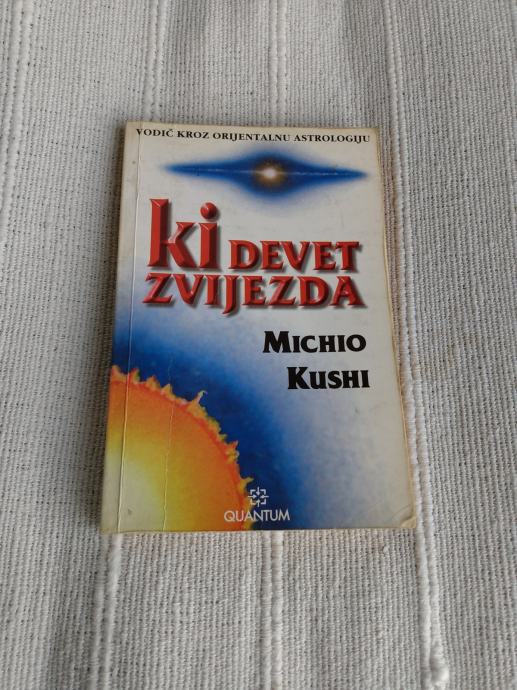 VODIČ KROZ ORIJENTALNU ASTROLOGIJU
Ki DEVET
ZVIJEZDA
MICHIO
KUSHI
QUANTUM